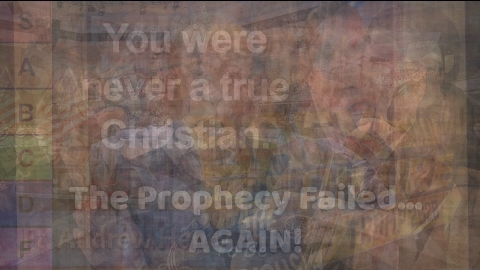 S
You were
A
never a true
B
Christian.
C
D
The Prophecy Failed...
F
AGAIN!